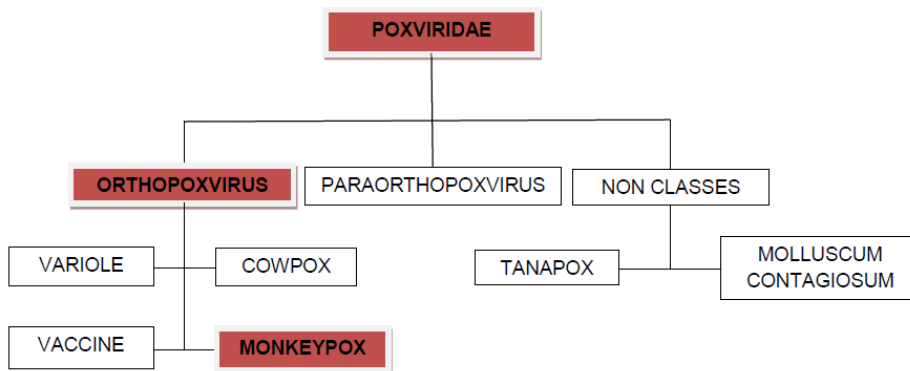 POXVIRIDAE
ORTHOPOXVIRUS
PARAORTHOPOXVIRUS
NON CLASSES
VARIOLE
COWPOX
TANAPOX
MOLLUSCUM
CONTAGIOSUM
VACCINE
MONKEYPOX